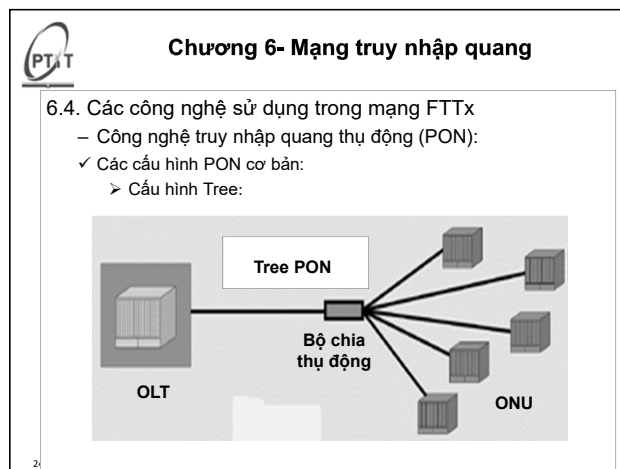 PTiT
Chương 6- Mạng truy nhập quang
6.4. Các công nghệ sử dụng trong mạng FTTx
– Công nghệ truy nhập quang thụ động (PON):
✓ Các cấu hình PON cơ bản:
➢ Cấu hình Tree:
Tree PON
Bộ chia
thụ động
OLT
ONU